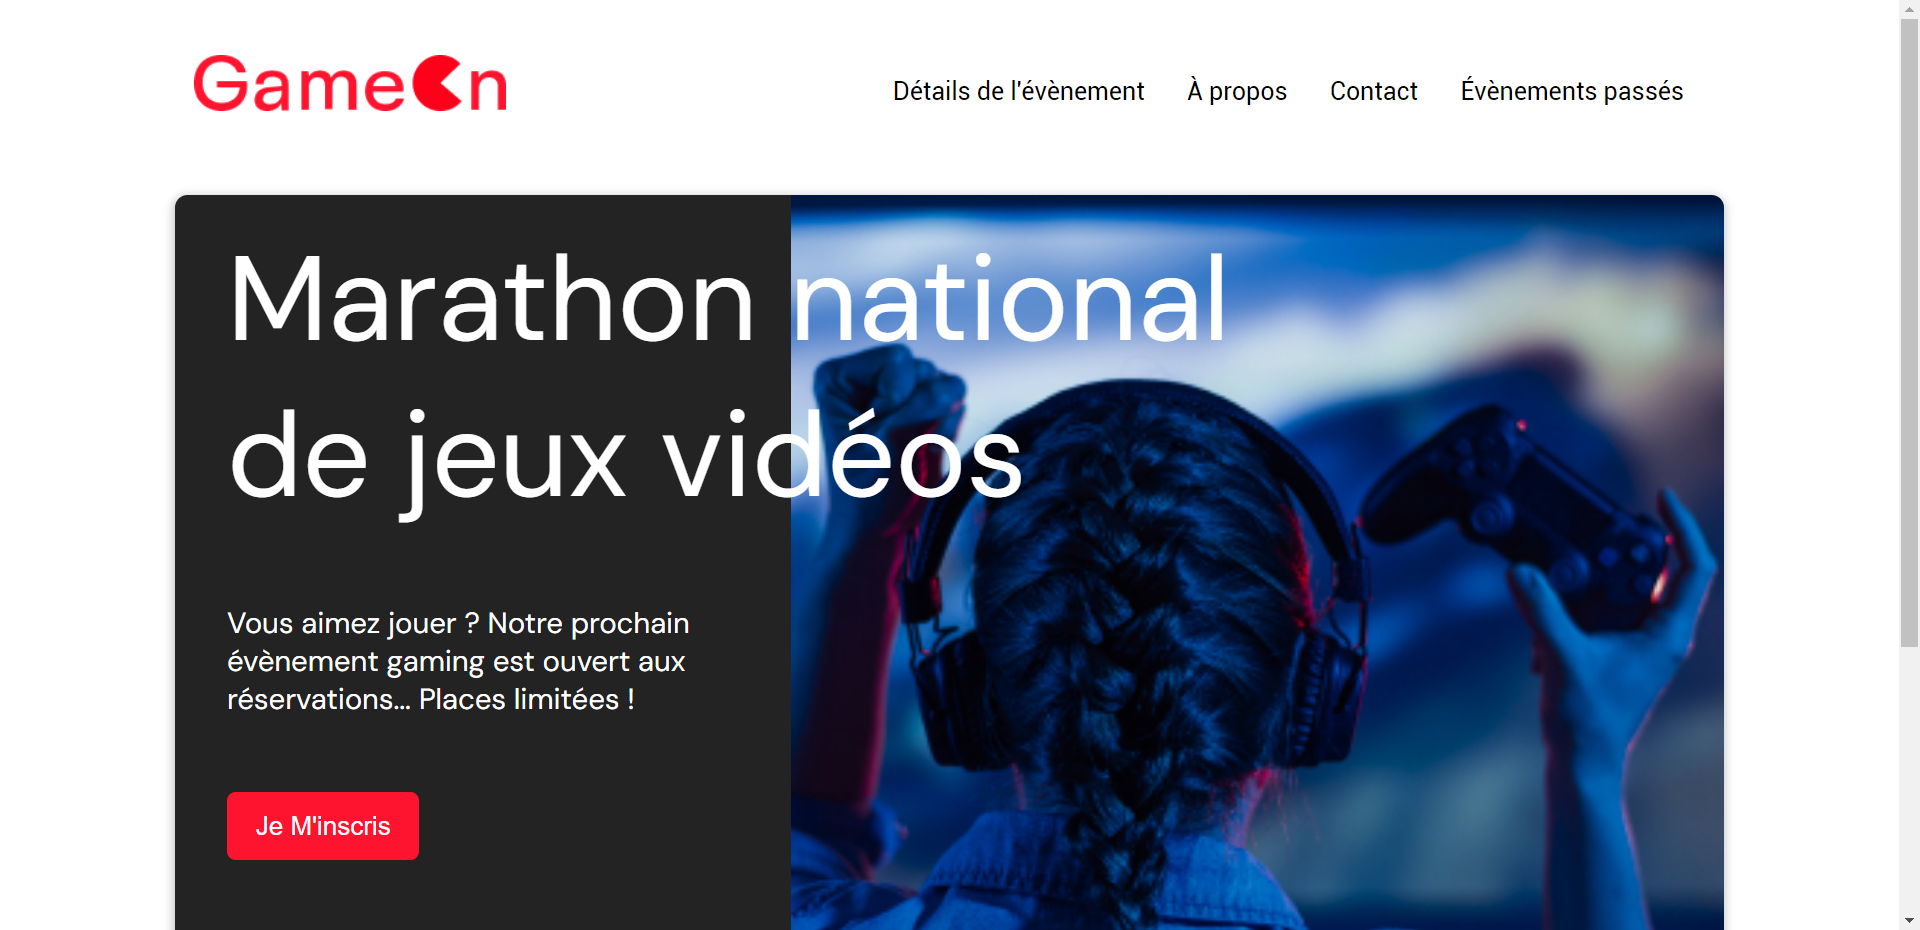 GameOn
Détails de l'évènement
À propos
Contact
Évènements passés
Marathon national
de jeux vidéos
Vous aimez jouer ? Notre prochain
évènement gaming est ouvert aux
réservations... Places limitées !
Je M'inscris